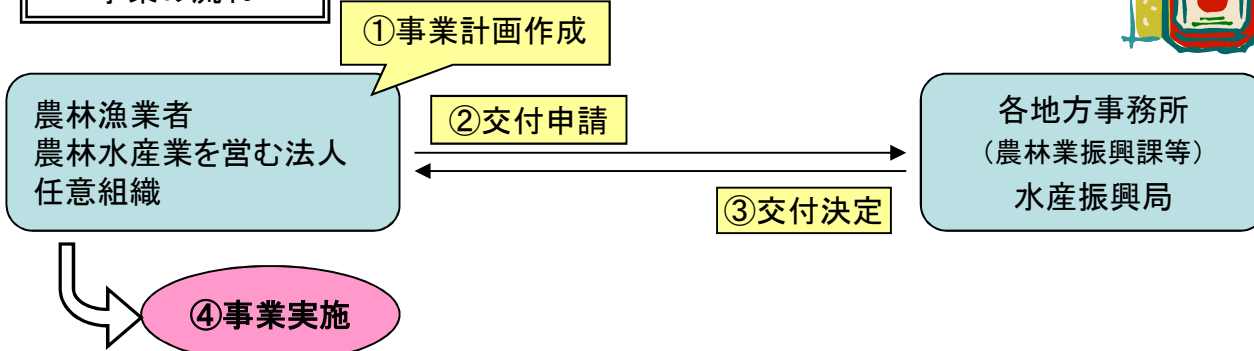 ①事業計画作成
農林漁業者
農林水産業を営む法人
任意組織
②交付申請
③交付決定
各地方事務所
（農林業振興課等）
水産振興局
④事業実施